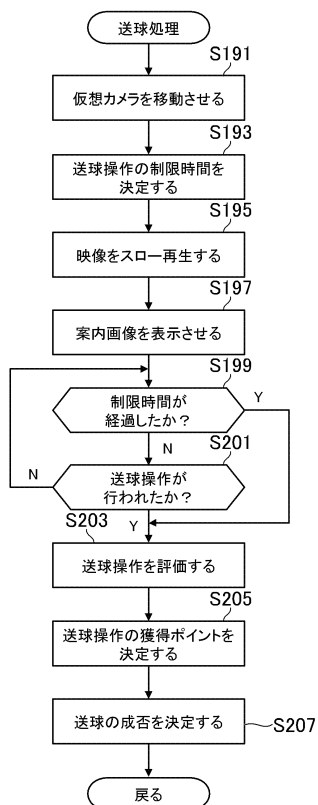 送球処理
S191
仮想カメラを移動させる
S193
送球操作の制限時間を
決定する
S195
映像をスロー再生する
S197
案内画像を表示させる
S199
制限時間が
経過したか？
Y
N
S201
送球操作が
行われたか？
N
Y
S203
送球操作を評価する
S205
送球操作の獲得ポイントを
決定する
送球の成否を決定する
S207
戻る